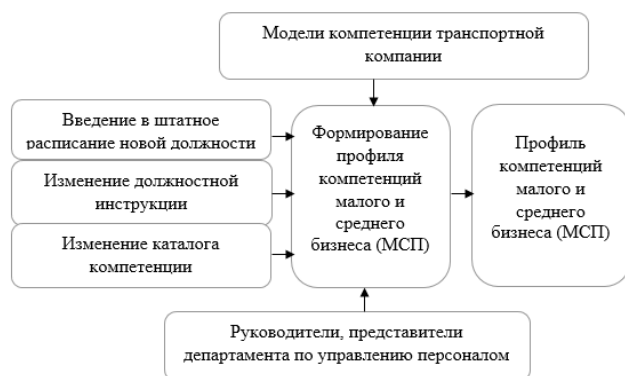 Модели компетенции транспортной
компании
Введение в штатное
расписание новой должности
Изменение должностной
инструкции
Изменение каталога
компетенции
Формирование
профиля
компетенций
малого и
среднего
бизнеса (МСП)
Профиль
компетенций
малого и
среднего
бизнеса (МСП)
Руководители, представители
департамента по управлению персоналом